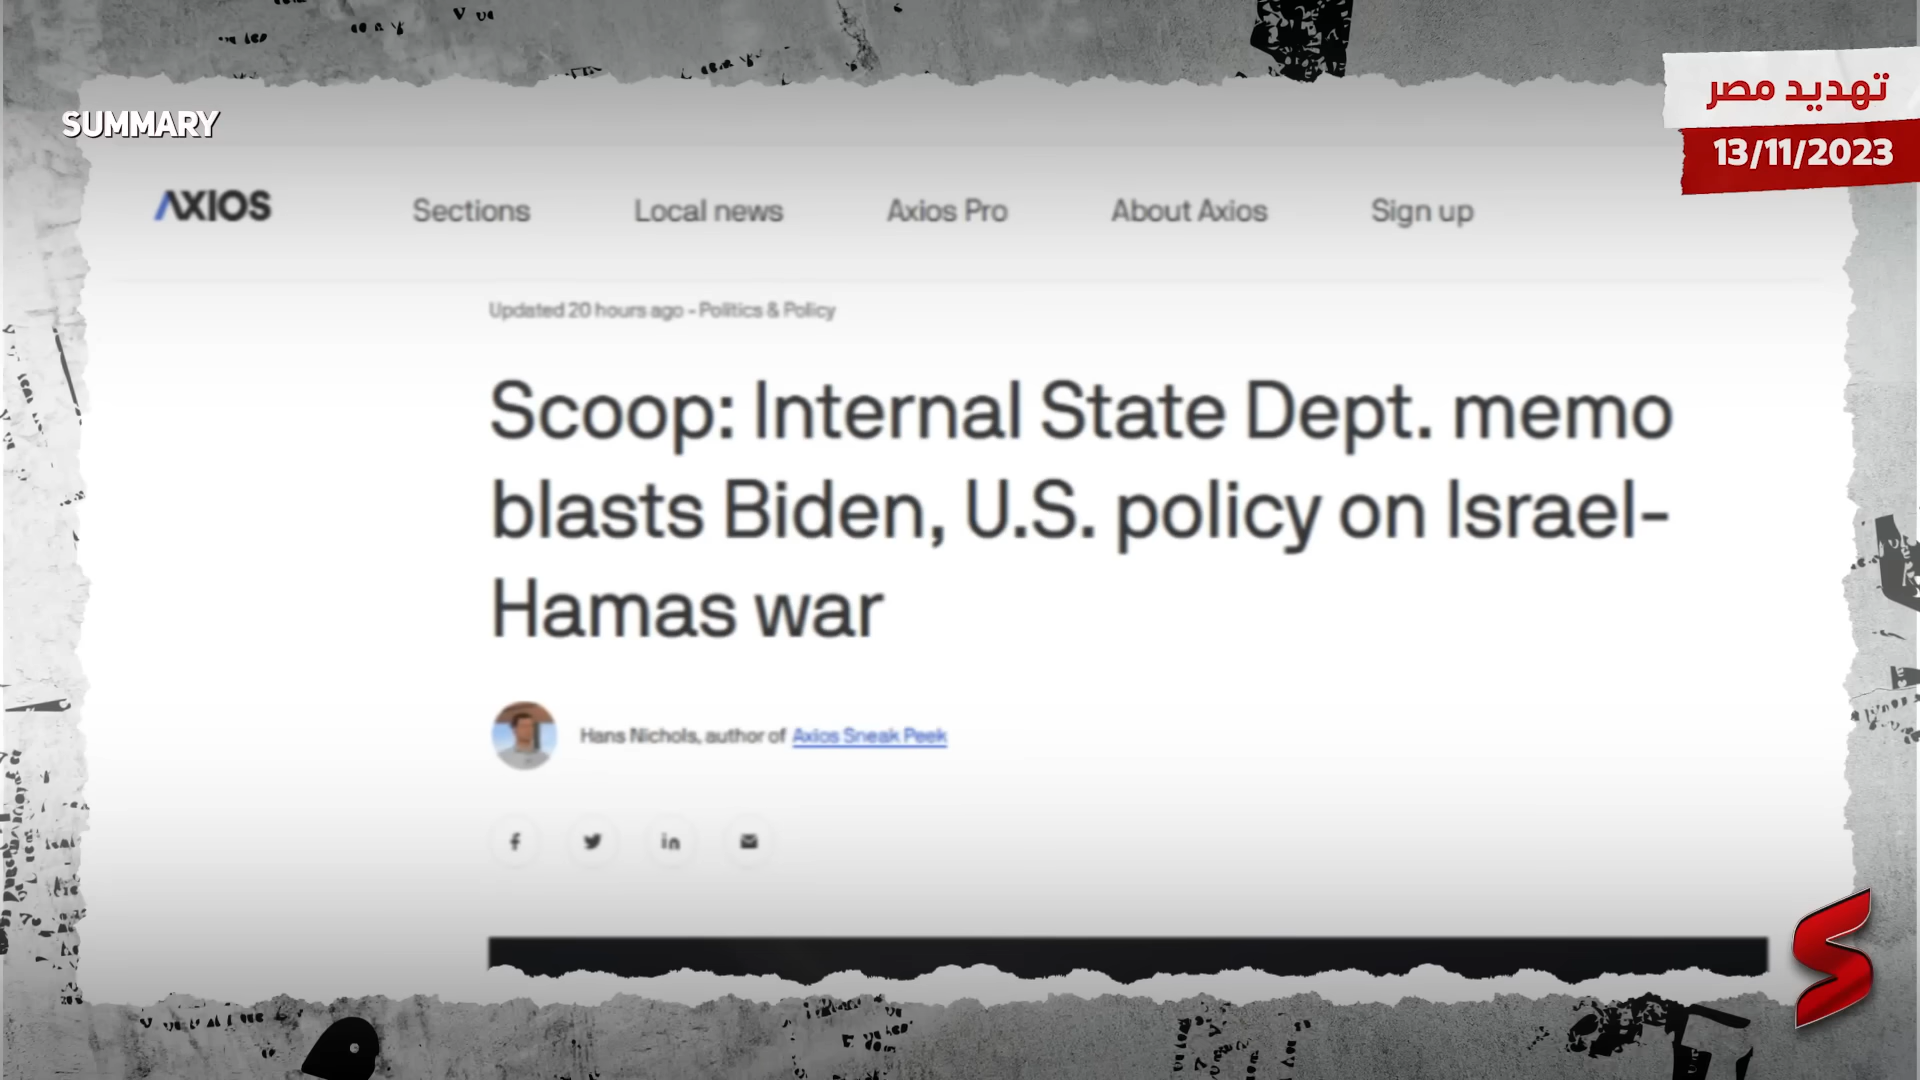 SUMMARY
تهديد مصر
13/11/2023
AXIOS
Sections
Local news
Axios Pro
About Axios
Sign up
Updated 20 hours ago - Politics & Policy
Scoop: Internal State Dept. memo
blasts Biden, U.S. policy on Israel-
Hamas war
Hans Nichols, author of Axios Sneak Peek